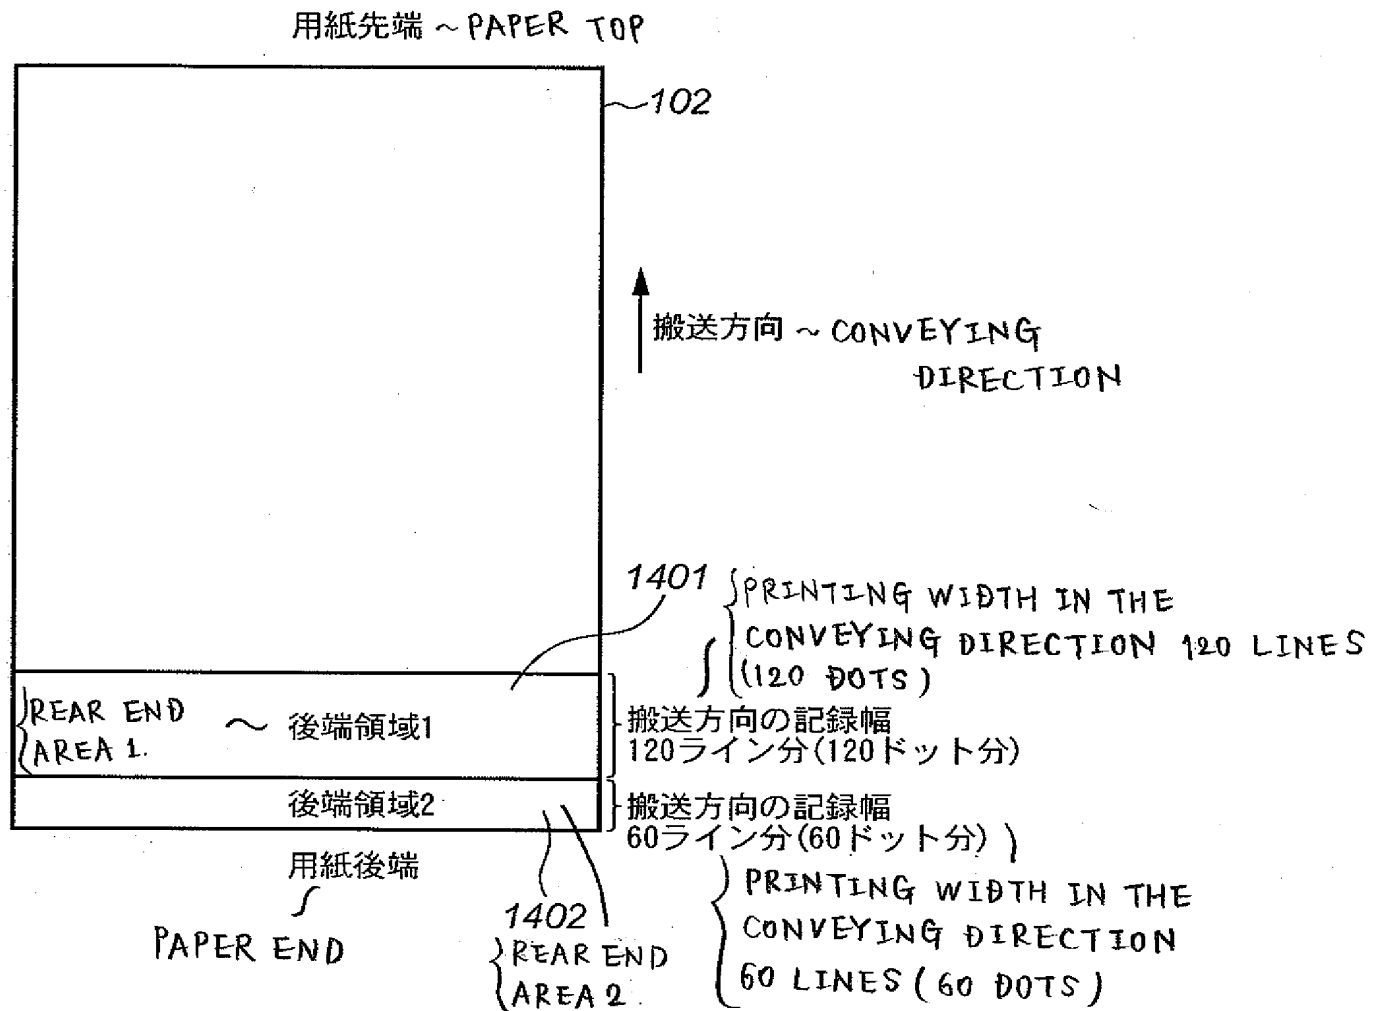 用紙先端 ~ PAPER TOP
102
搬送方向 ~ CONVEYING
DIRECTION
1401
PRINTING WIDTH IN THE
CONVEYING DIRECTION 120 LINES
(120 DOTS)
REAR END
AREA 1.
~ 後端領域1
搬送方向の記録幅
120ライン分(120ドット分)
後端領域2
搬送方向の記録幅
60ライン分(60ドット分)
用紙後端
PAPER END
1402
REAR END
AREA 2.
PRINTING WIDTH IN THE
CONVEYING DIRECTION
60 LINES (60 DOTS)